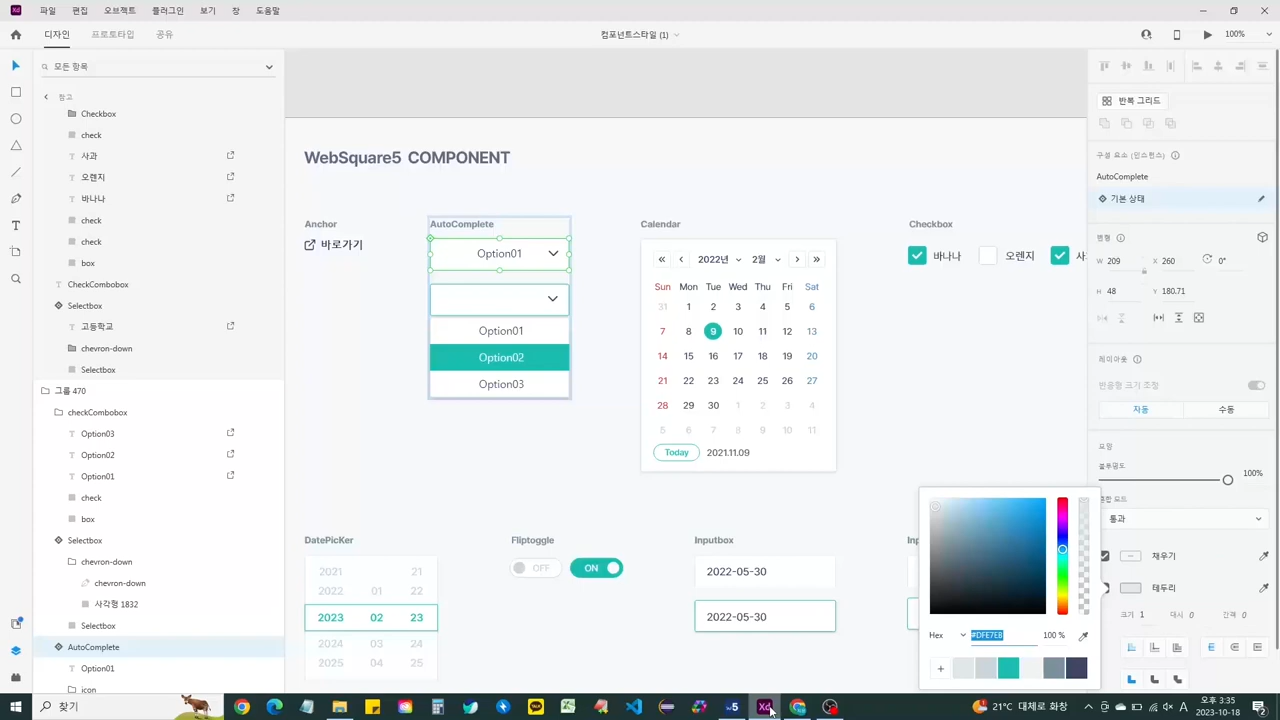 Xd 파일 편집 오브젝트 플러그인 보기 창 도움말
디자인 프로토타입 공유 컴포넌트스타일 (1) 100%
모든 항목
참고
Checkbox
check
사과
오렌지
바나나
check
check
box
CheckCombobox
Selectbox
고등학교
chevron-down
Selectbox
그룹 470
checkCombobox
Option03
Option02
Option01
check
box
Selectbox
chevron-down
chevron-down
사각형 1832
Selectbox
AutoComplete
Option01
icon
WebSquare5 COMPONENT
Anchor
바로가기
AutoComplete
Option01
Option01
Option02
Option03
Calendar
« ‹ 2022년 2월 › »
Sun Mon Tue Wed Thu Fri Sat
31 1 2 3 4 5 6
7 8 9 10 11 12 13
14 15 16 17 18 19 20
21 22 23 24 25 26 27
28 29 30 1 2 3 4
5 6 7 8 9 10 11
Today 2021.11.09
Checkbox
바나나 오렌지
DatePicKer
2021 21
2022 01 22
2023 02 23
2024 03 24
2025 04 25
Fliptoggle
OFF ON
Inputbox
2022-05-30
2022-05-30
반복 그리드
구성 요소 (인스턴스)
AutoComplete
기본 상태
변형
W 209 X 260 0°
H 48 Y 180.71
레이아웃
반응형 크기 조정
자동 수동
모양
불투명도 100%
혼합 모드
통과
채우기
테두리
크기 1 대시 0 간격 0
Hex #DFE7EB 100 %
+
찾기
TALK
5
Xd
21°C 대체로 화창
A
오후 3:35
2023-10-18